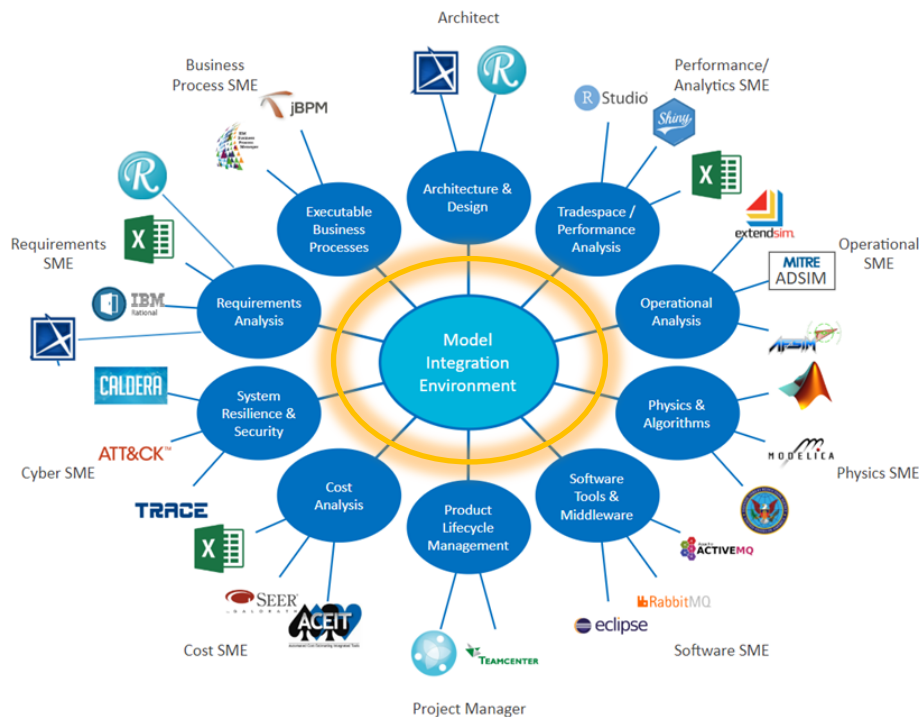 Architect
Business
Process SME
Performance/
Analytics SME
jBPM
R Studio
Shiny
X
R
Architecture &
Design
Executable
Business
Processes
Tradespace /
Performance
Analysis
extendsim
Requirements
SME
X
Operational
SME
MITRE
ADSIM
IBM
Rational
Requirements
Analysis
Operational
Analysis
AFSIM
Model
Integration
Environment
CALDERA
System
Resilience &
Security
Physics &
Algorithms
ATT&CK™
Cyber SME
MODELICA
Physics SME
TRACE
Cost
Analysis
Product
Lifecycle
Management
Software
Tools &
Middleware
X
ACTIVEMQ
SEER
ACEIT
RabbitMQ
eclipse
Cost SME
TEAMCENTER
Software SME
Project Manager